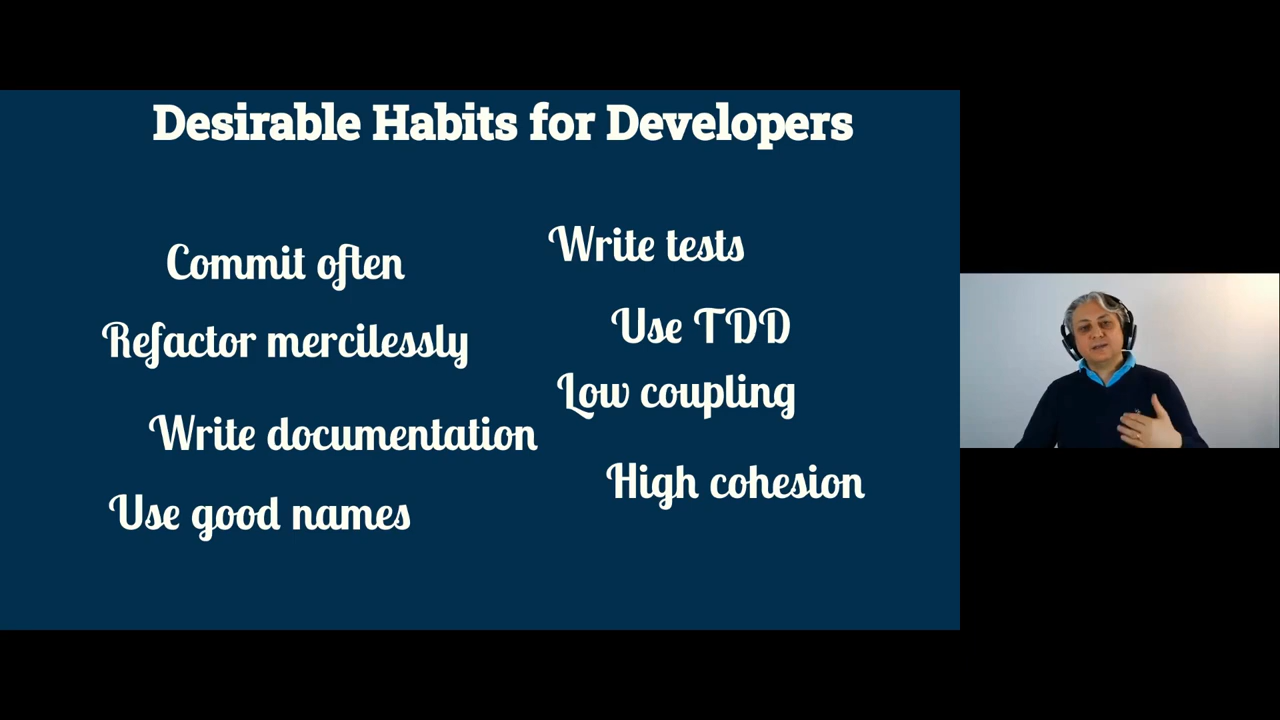 Desirable Habits for Developers
Commit often
Refactor mercilessly
Write documentation
Use good names
Write tests
Use TDD
Low coupling
High cohesion